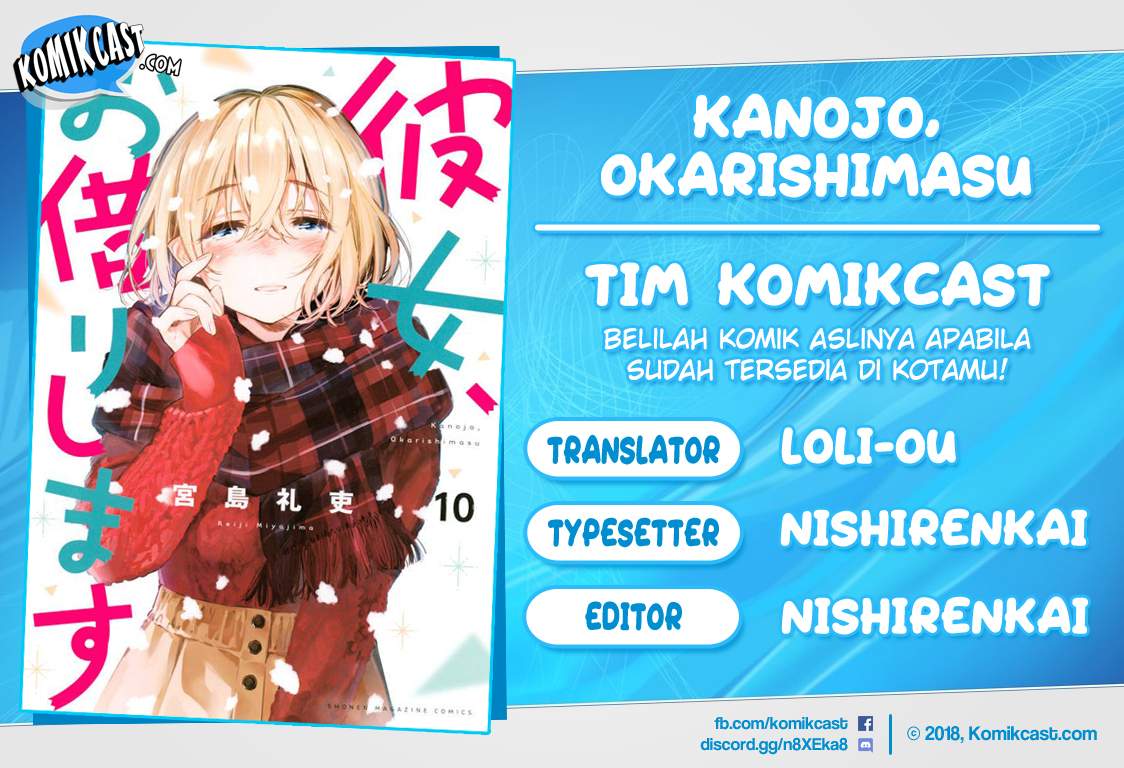 KOMIKCAST
.COM
彼女、
お借りします
Kanojo,
Okarishimasu
宮島礼吏
Reiji Miyajima
10
SHONEN MAGAZINE COMICS
KANOJO,
OKARISHIMASU
TIM KOMIKCAST
BELILAH KOMIK ASLINYA APABILA
SUDAH TERSEDIA DI KOTAMU!
TRANSLATOR LOLI-OU
TYPESETTER NISHIRENKAI
EDITOR NISHIRENKAI
fb.com/komikcast
discord.gg/n8XEka8
© 2018, Komikcast.com